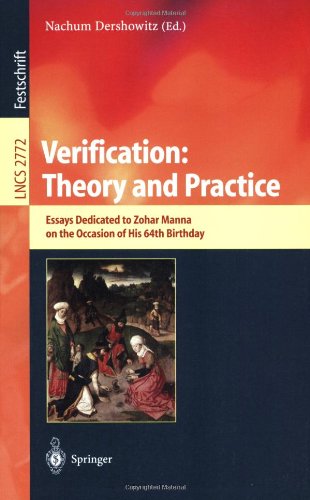 Nachum Dershowitz (Ed.)
Festschrift
LNCS 2772
Verification:
Theory and Practice
Essays Dedicated to Zohar Manna
on the Occasion of His 64th Birthday
Springer